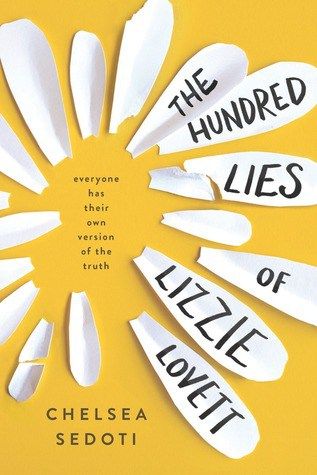 THE
HUNDRED
LIES
OF
LIZZIE
LOVETT
everyone
has
their
own
version
of the
truth
CHELSEA
SEDOTI